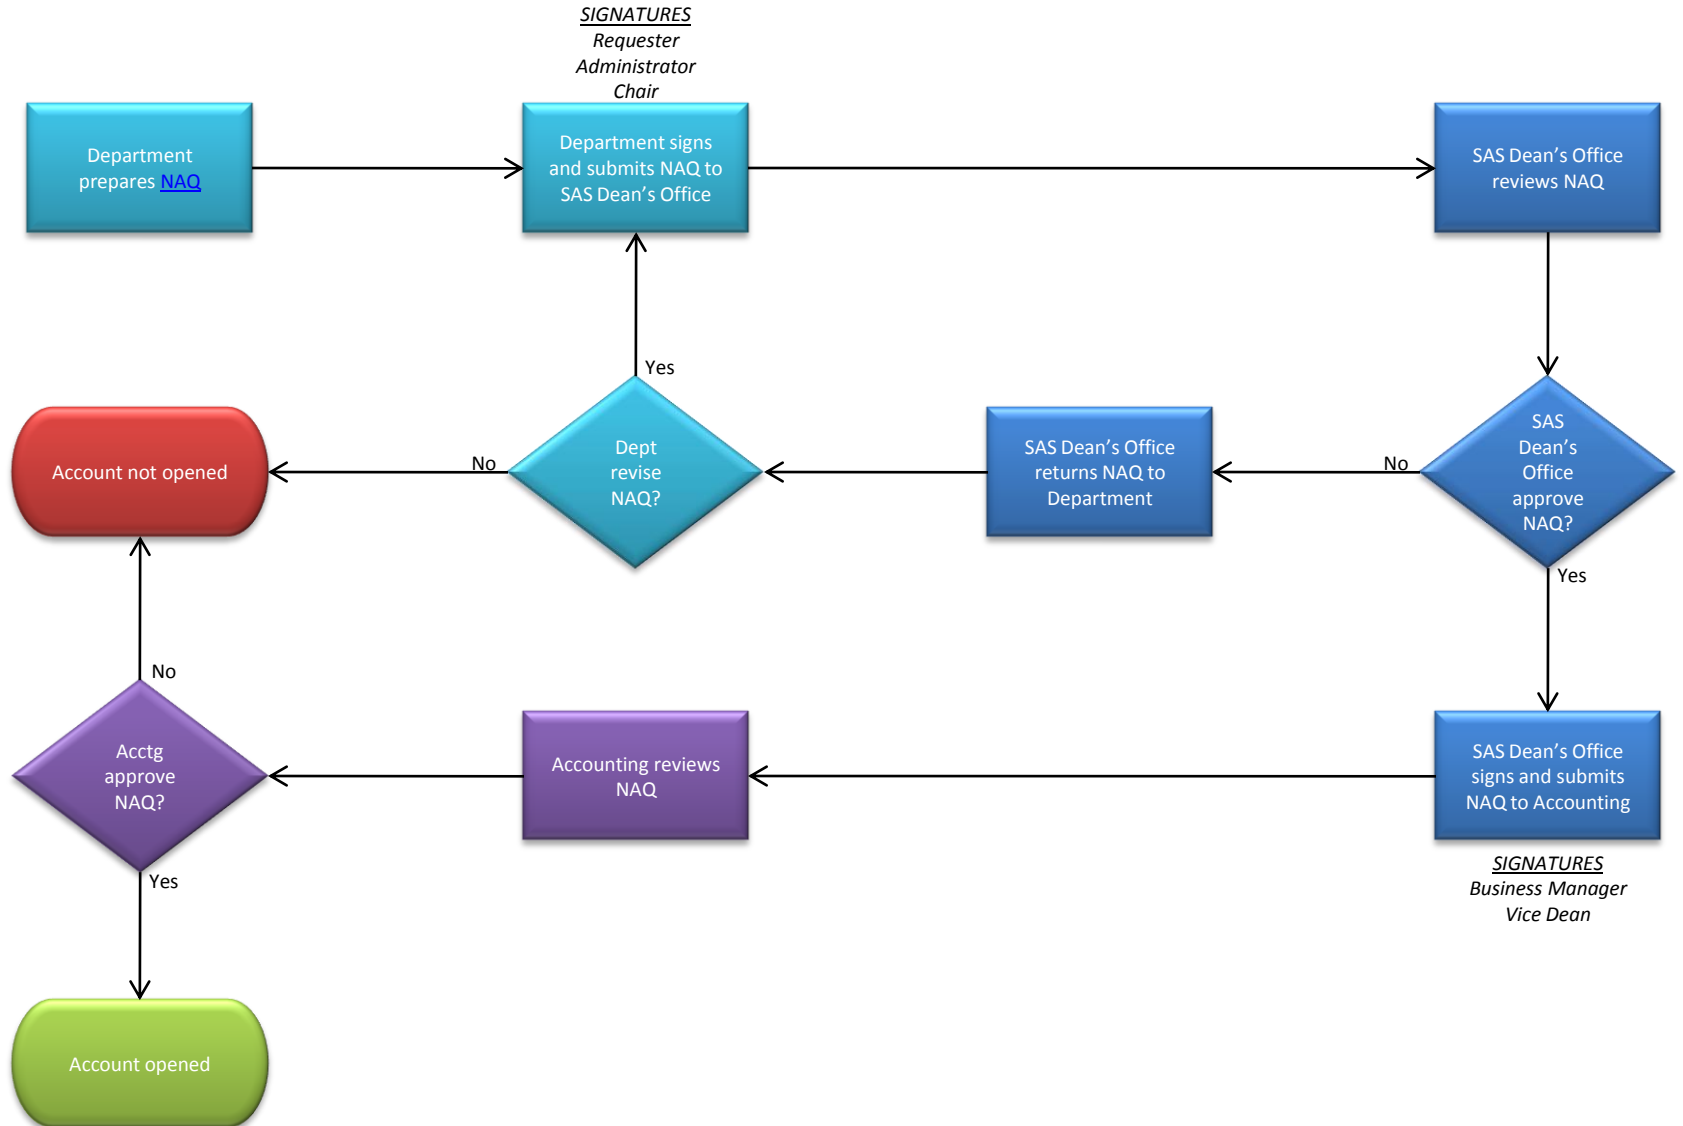 SIGNATURES
Requester
Administrator
Chair
Department
prepares NAQ
Department signs
and submits NAQ to
SAS Dean’s Office
SAS Dean’s Office
reviews NAQ
Yes
Account not opened
No
Dept
revise
NAQ?
SAS Dean’s Office
returns NAQ to
Department
No
SAS
Dean’s
Office
approve
NAQ?
Yes
No
Acctg
approve
NAQ?
Accounting reviews
NAQ
SAS Dean’s Office
signs and submits
NAQ to Accounting
Yes
SIGNATURES
Business Manager
Vice Dean
Account opened